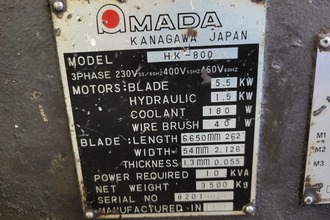 AMADA
KANAGAWA JAPAN
MODEL HK-800
3PHASE 230V 50/60HZ 400V 50HZ 460V 60HZ
MOTORS: BLADE 5.5 KW
HYDRAULIC 1.5 KW
COOLANT 180 W
WIRE BRUSH 40 W
BLADE: LENGTH 6650mm 262"
WIDTH 54mm 2.126"
THICKNESS 1.3mm 0.055"
POWER REQUIRED 10 KVA
NET WEIGHT 3500 Kg
SERIAL NO
MANUFACTURED IN
M1
M2
M3